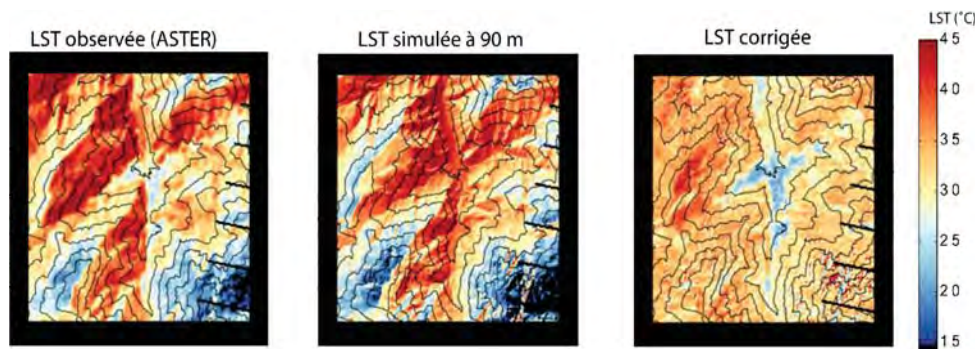 LST observée (ASTER)
LST simulée à 90 m
LST corrigée
LST (˚C)
45
40
35
30
25
20
15